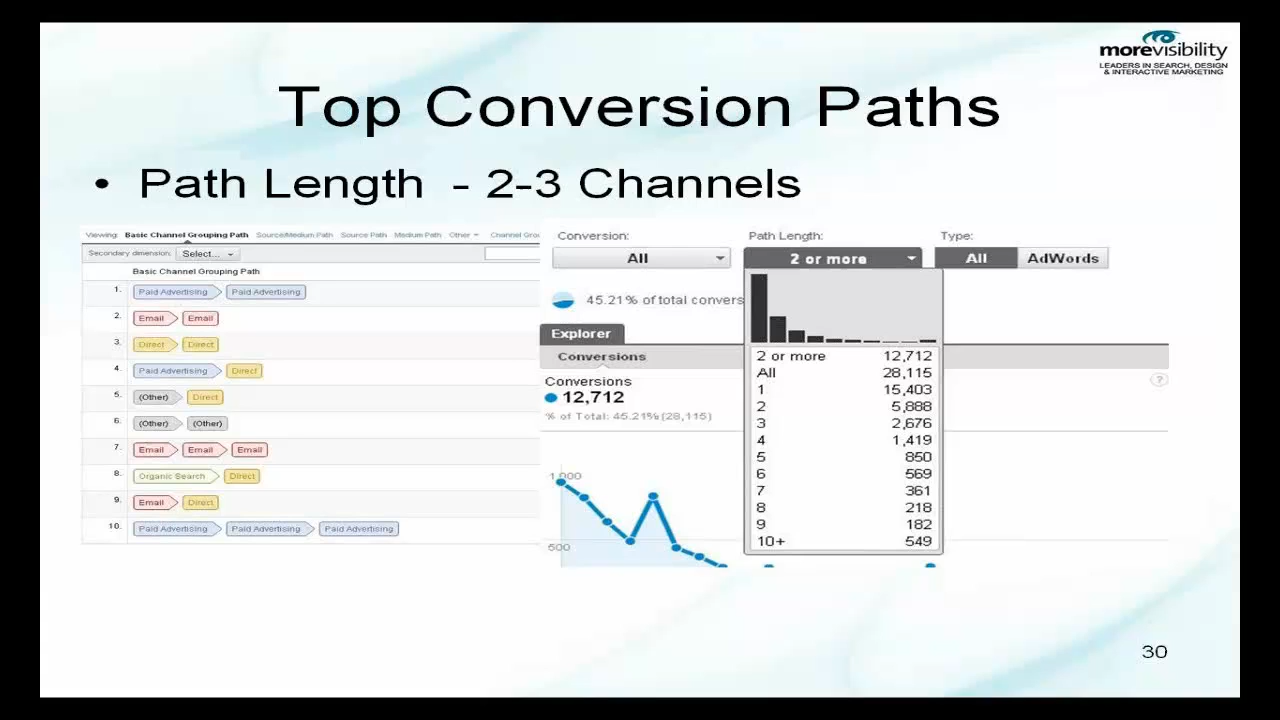 morevisibility
LEADERS IN SEARCH, DESIGN
& INTERACTIVE MARKETING
Top Conversion Paths
• Path Length - 2-3 Channels
Viewing: Basic Channel Grouping Path Source/Medium Path Source Path Medium Path Other Channel Grou
Secondary dimension: Select...
Basic Channel Grouping Path
1. Paid Advertising Paid Advertising
2. Email Email
3. Direct Direct
4. Paid Advertising Direct
5. (Other) Direct
6. (Other) (Other)
7. Email Email Email
8. Organic Search Direct
9. Email Direct
10. Paid Advertising Paid Advertising Paid Advertising
Conversion: Path Length: Type:
All 2 or more All AdWords
45.21% of total convers
Explorer
Conversions
Conversions
12,712
% of Total: 45.21% (28,115)
1,000
500
2 or more 12,712
All 28,115
1 15,403
2 5,888
3 2,676
4 1,419
5 850
6 569
7 361
8 218
9 182
10+ 549
?
30